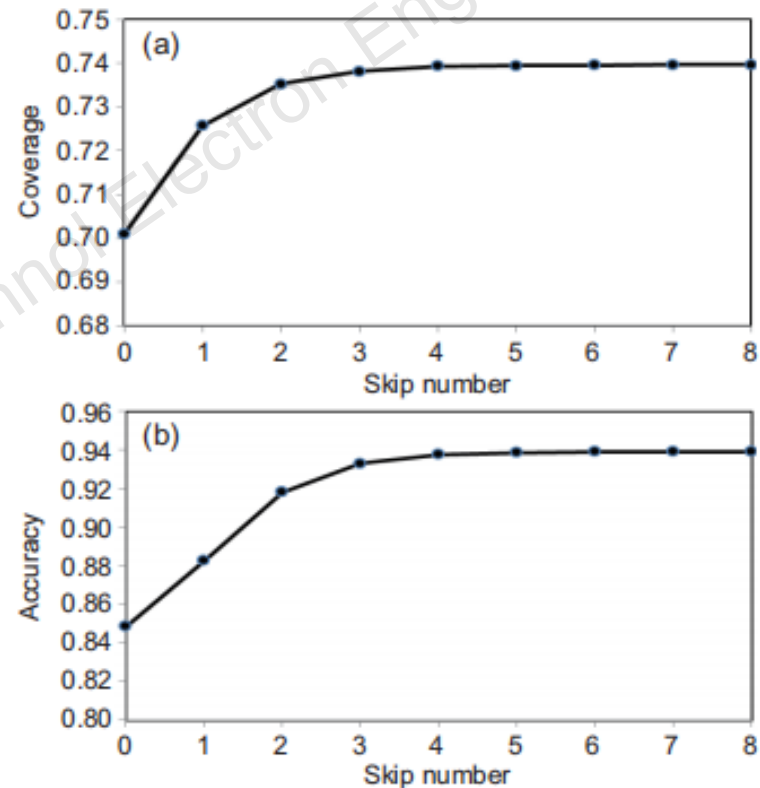 0.75
(a)
0.74
0.73
0.72
0.71
0.70
0.69
0.68
Coverage
0 1 2 3 4 5 6 7 8
Skip number
0.96
(b)
0.94
0.92
0.90
0.88
0.86
0.84
0.82
0.80
Accuracy
0 1 2 3 4 5 6 7 8
Skip number
nnol Electron Eng